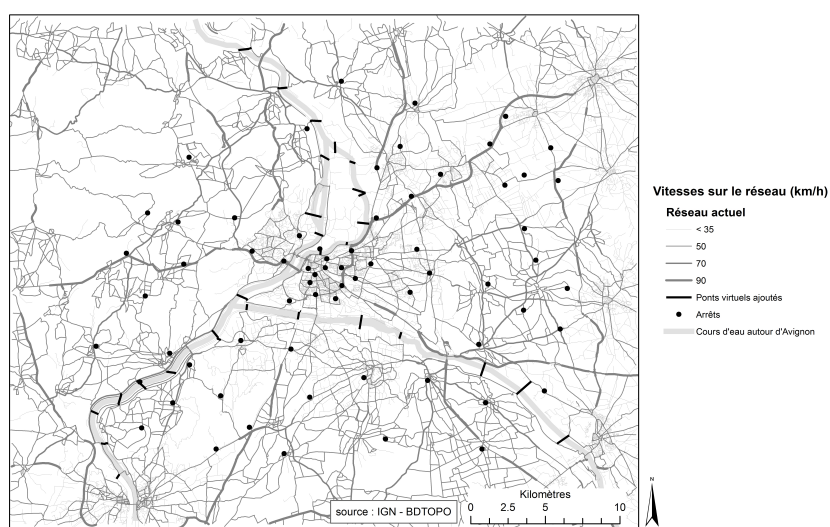 Vitesses sur le réseau (km/h)
Réseau actuel
< 35
50
70
90
Ponts virtuels ajoutés
Arrêts
Cours d'eau autour d'Avignon
source : IGN - BDTOPO
Kilomètres
0 2.5 5 10
N